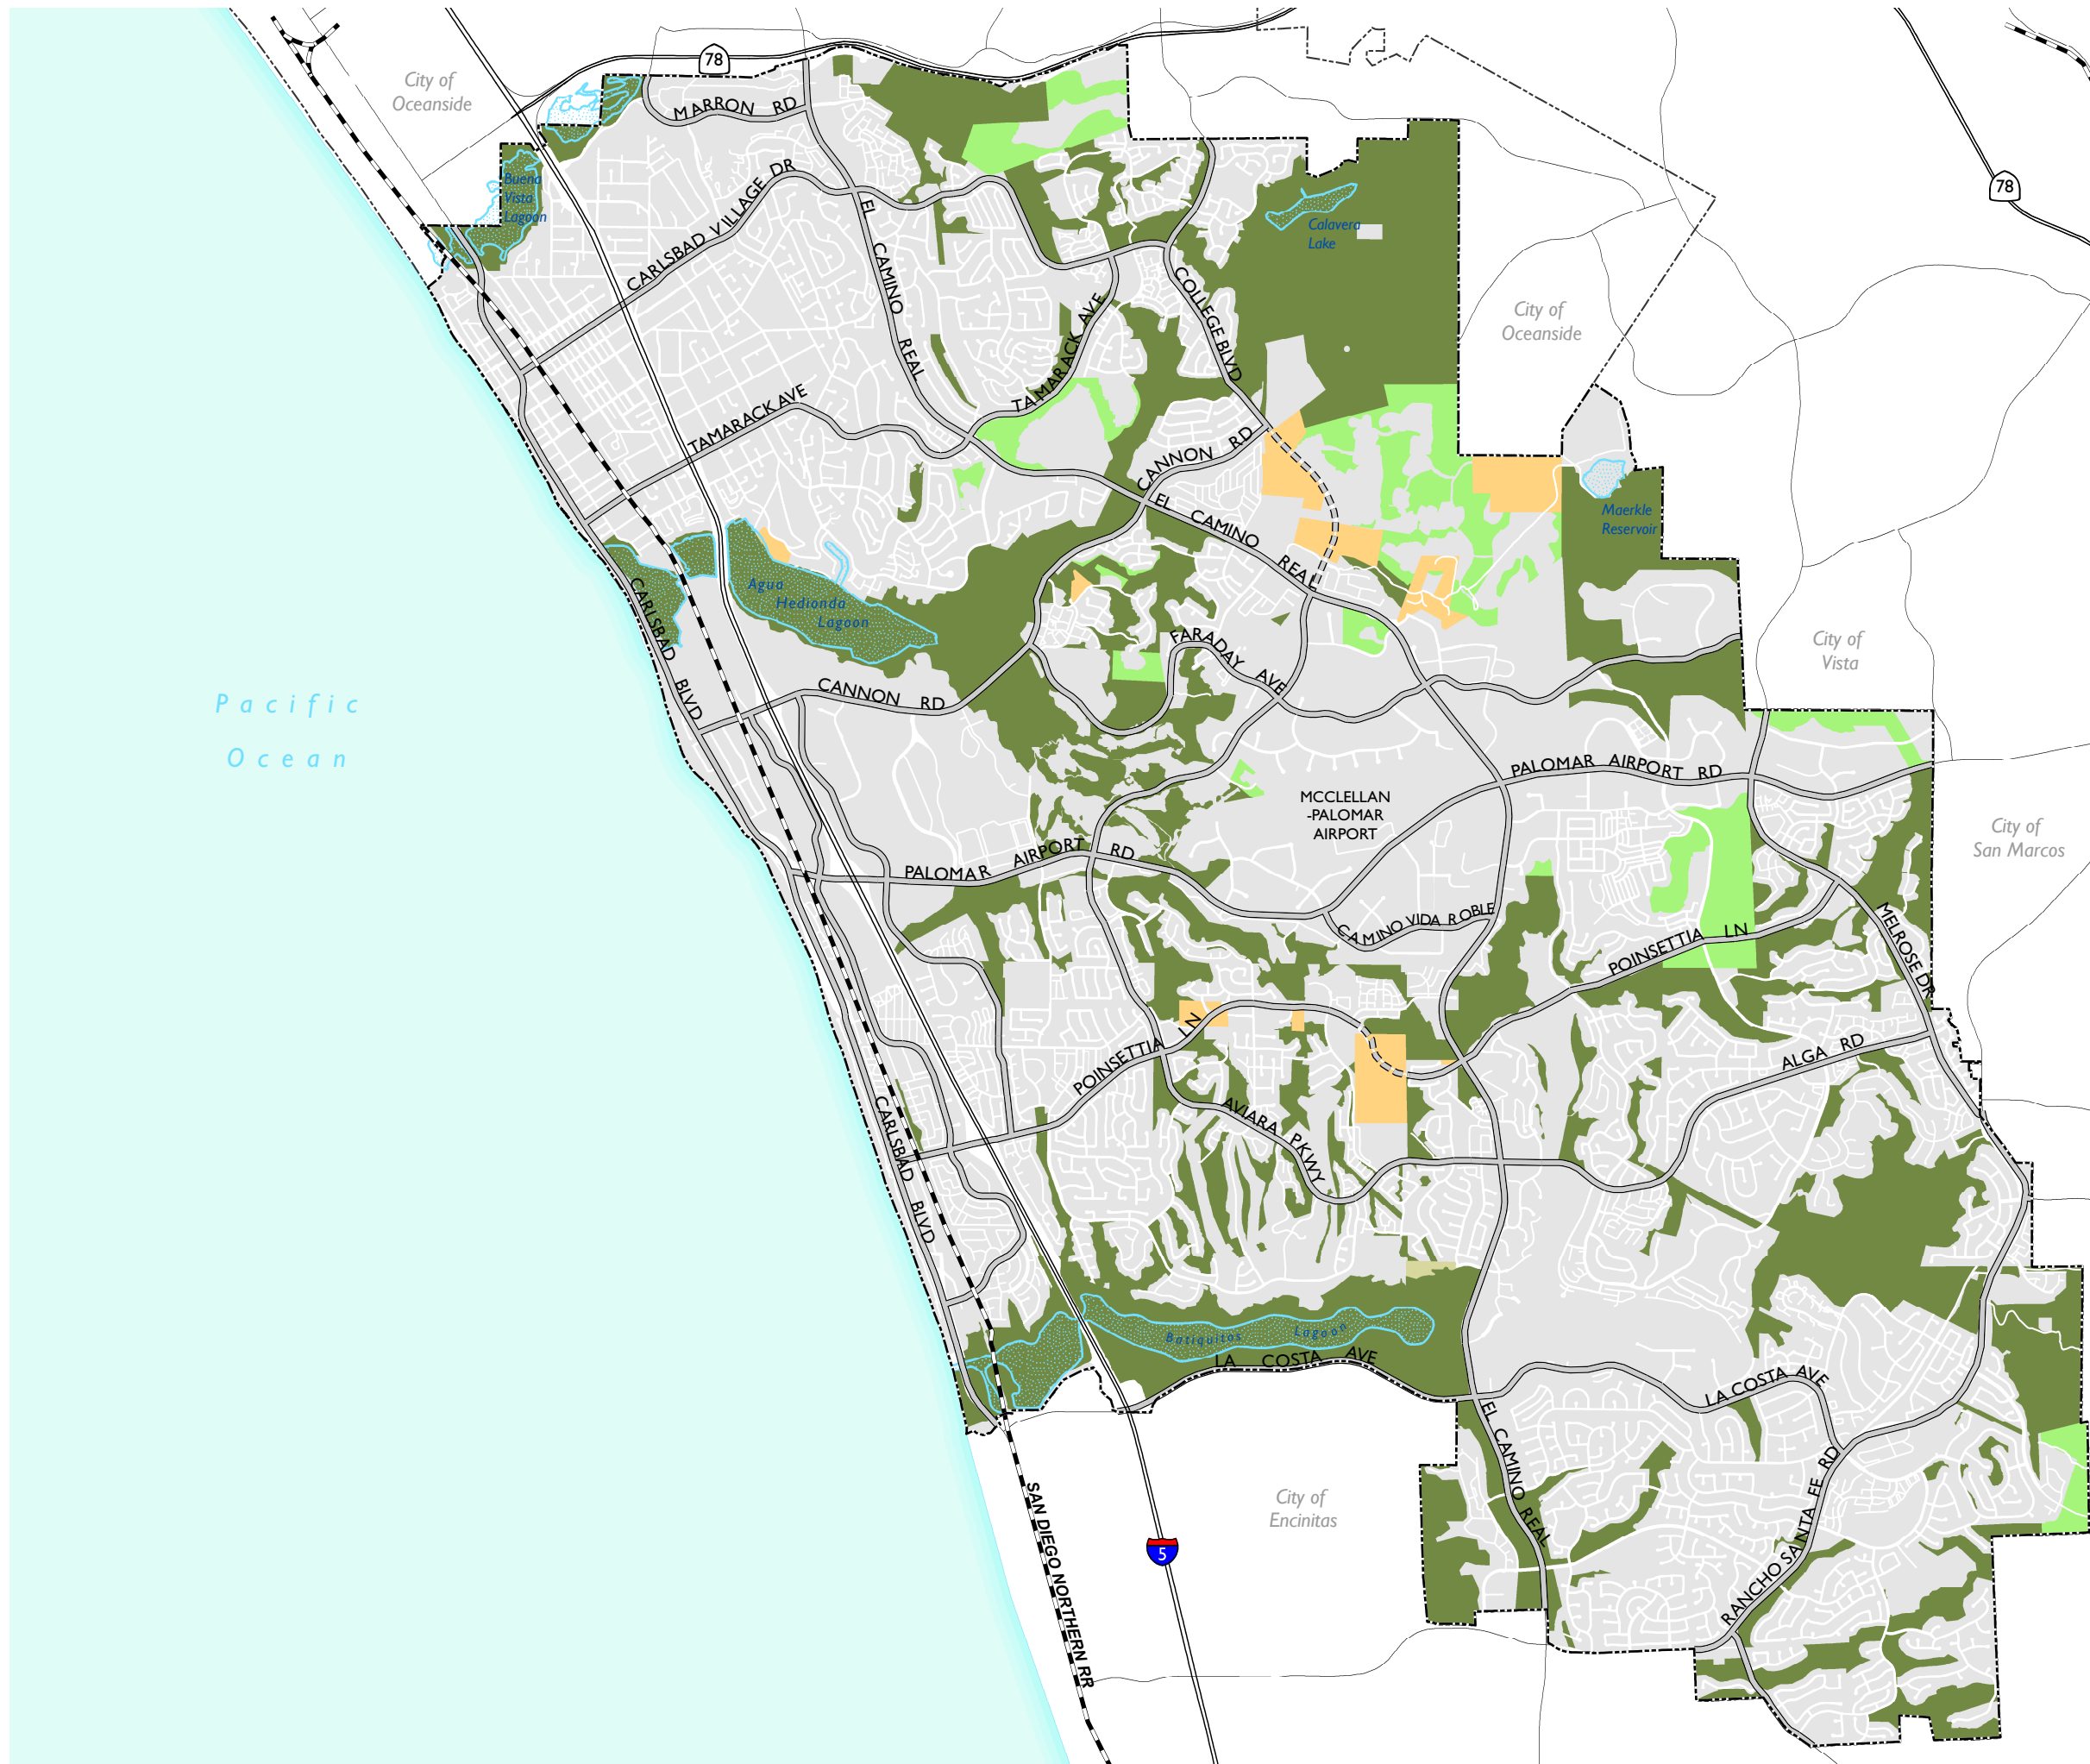 City of
Oceanside
78
MARRON RD
78
Buena
Vista
Lagoon
CARLSBAD VILLAGE DR
EL CAMINO REAL
Calavera
Lake
COLLEGE BLVD
TAMARACK AVE
City of
Oceanside
TAMARACK AVE
CANNON RD
EL CAMINO REAL
Maerkle
Reservoir
Agua
Hedionda
Lagoon
CARLSBAD BLVD
FARADAY AVE
City of
Vista
CANNON RD
Pacific
Ocean
PALOMAR AIRPORT RD
MCCLELLAN
-PALOMAR
AIRPORT
City of
San Marcos
PALOMAR AIRPORT RD
CAMINO VIDA ROBLE
MELROSE DR
POINSETTIA LN
POINSETTIA LN
ALGA RD
CARLSBAD BLVD
AVIARA PKWY
Batiquitos Lagoon
LA COSTA AVE
LA COSTA AVE
EL CAMINO REAL
RANCHO SANTA FE RD
City of
Encinitas
SAN DIEGO NORTHERN RR
5